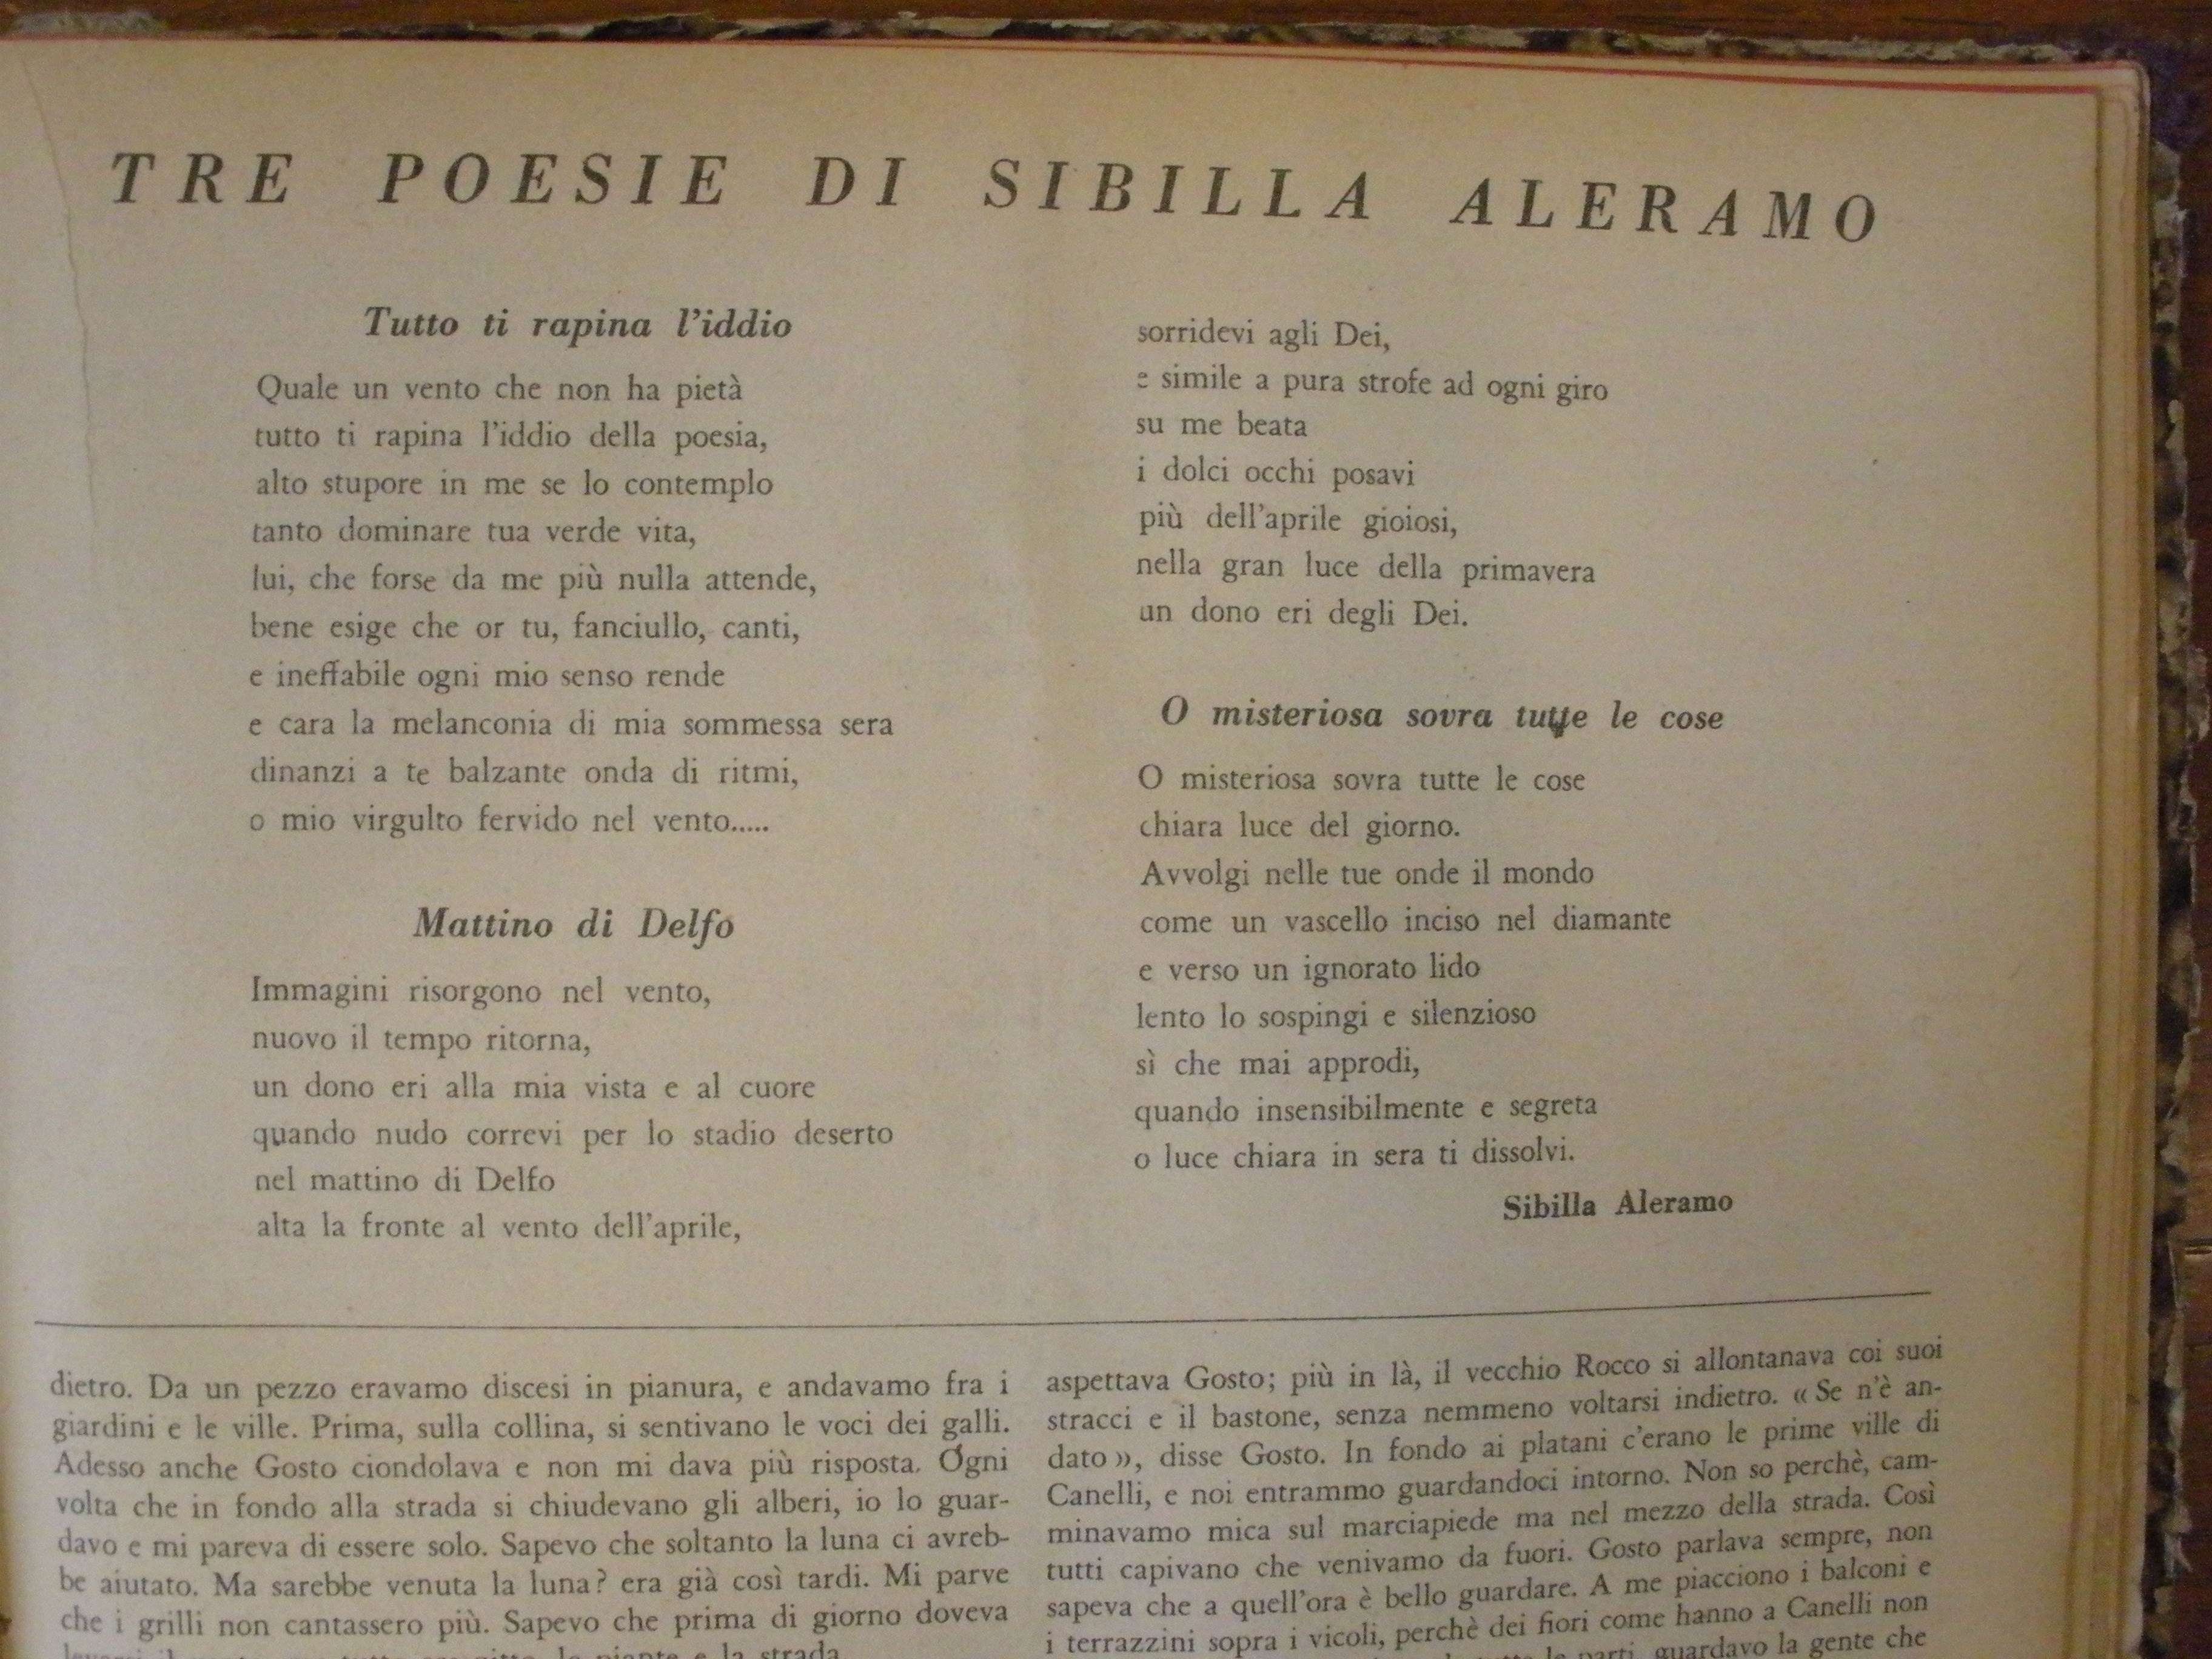 TRE POESIE DI SIBILLA ALERAMO
Tutto ti rapina l'iddio
Quale un vento che non ha pietà
tutto ti rapina l'iddio della poesia,
alto stupore in me se lo contemplo
tanto dominare tua verde vita,
lui, che forse da me più nulla attende,
bene esige che or tu, fanciullo, canti,
e ineffabile ogni mio senso rende
e cara la melanconia di mia sommessa sera
dinanzi a te balzante onda di ritmi,
o mio virgulto fervido nel vento.....
Mattino di Delfo
Immagini risorgono nel vento,
nuovo il tempo ritorna,
un dono eri alla mia vista e al cuore
quando nudo correvi per lo stadio deserto
nel mattino di Delfo
alta la fronte al vento dell'aprile,
sorridevi agli Dei,
e simile a pura strofe ad ogni giro
su me beata
i dolci occhi posavi
più dell'aprile gioiosi,
nella gran luce della primavera
un dono eri degli Dei.
O misteriosa sovra tutte le cose
O misteriosa sovra tutte le cose
chiara luce del giorno.
Avvolgi nelle tue onde il mondo
come un vascello inciso nel diamante
e verso un ignorato lido
lento lo sospingi e silenzioso
sì che mai approdi,
quando insensibilmente e segreta
o luce chiara in sera ti dissolvi.
Sibilla Aleramo
dietro. Da un pezzo eravamo discesi in pianura, e andavamo fra i
giardini e le ville. Prima, sulla collina, si sentivano le voci dei galli.
Adesso anche Gosto ciondolava e non mi dava più risposta. Ogni
volta che in fondo alla strada si chiudevano gli alberi, io lo guar-
davo e mi pareva di essere solo. Sapevo che soltanto la luna ci avreb-
be aiutato. Ma sarebbe venuta la luna? era già così tardi. Mi parve
che i grilli non cantassero più. Sapevo che prima di giorno doveva
le piante e la strada
aspettava Gosto; più in là, il vecchio Rocco si allontanava coi suoi
stracci e il bastone, senza nemmeno voltarsi indietro. « Se n'è an-
dato », disse Gosto. In fondo ai platani c'erano le prime ville di
Canelli, e noi entrammo guardandoci intorno. Non so perchè, cam-
minavamo mica sul marciapiede ma nel mezzo della strada. Così
tutti capivano che venivamo da fuori. Gosto parlava sempre, non
sapeva che a quell'ora è bello guardare. A me piacciono i balconi e
i terrazzini sopra i vicoli, perchè dei fiori come hanno a Canelli non
le parti, guardavo la gente che